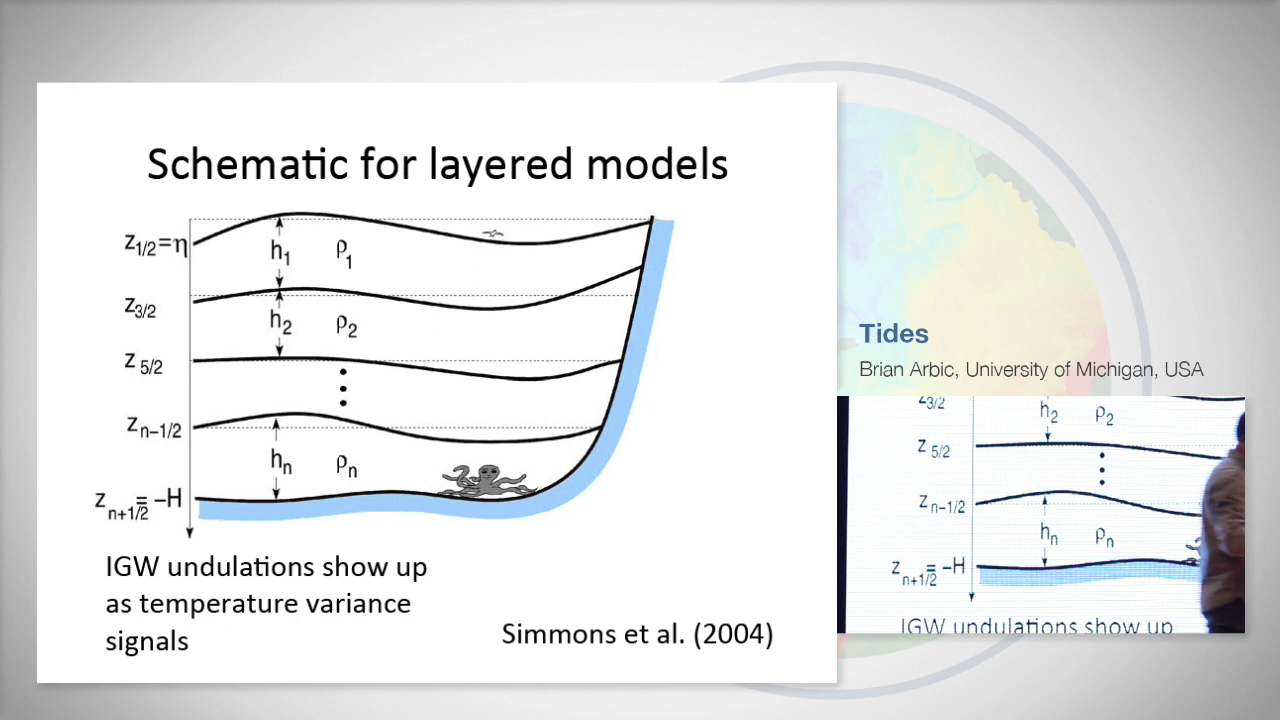 Schematic for layered models
z1/2=η
h1
ρ1
z3/2
h2
ρ2
z 5/2
zn−1/2
hn
ρn
z n+1/2 = −H
IGW undulations show up
as temperature variance
signals
Simmons et al. (2004)
Tides
Brian Arbic, University of Michigan, USA
z3/2
h2
ρ2
z 5/2
zn−1/2
hn
ρn
z n+1/2 = −H
IGW undulations show up